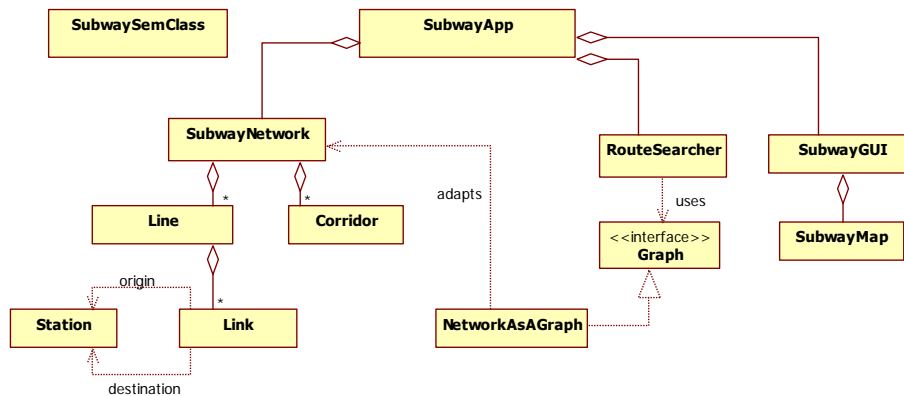 SubwaySemClass
SubwayApp
SubwayNetwork
RouteSearcher
SubwayGUI
adapts
uses
*
*
Line
Corridor
<<interface>>
Graph
SubwayMap
origin
*
Station
Link
NetworkAsAGraph
destination